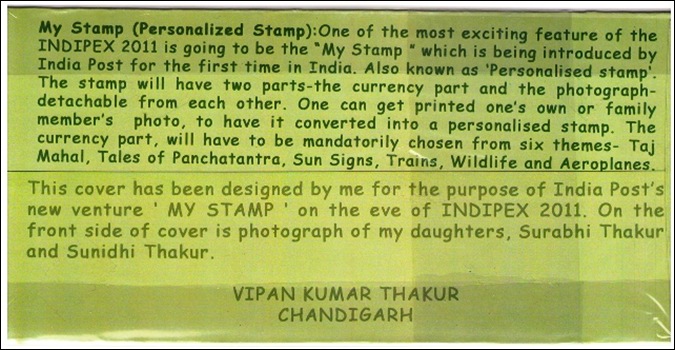 My Stamp (Personalized Stamp):One of the most exciting feature of the
INDIPEX 2011 is going to be the "My Stamp " which is being introduced by
India Post for the first time in India. Also known as 'Personalised stamp'.
The stamp will have two parts-the currency part and the photograph-
detachable from each other. One can get printed one's own or family
member's photo, to have it converted into a personalised stamp. The
currency part, will have to be mandatorily chosen from six themes- Taj
Mahal, Tales of Panchatantra, Sun Signs, Trains, Wildlife and Aeroplanes.
This cover has been designed by me for the purpose of India Post's
new venture ' MY STAMP ' on the eve of INDIPEX 2011. On the
front side of cover is photograph of my daughters, Surabhi Thakur
and Sunidhi Thakur.
VIPAN KUMAR THAKUR
CHANDIGARH